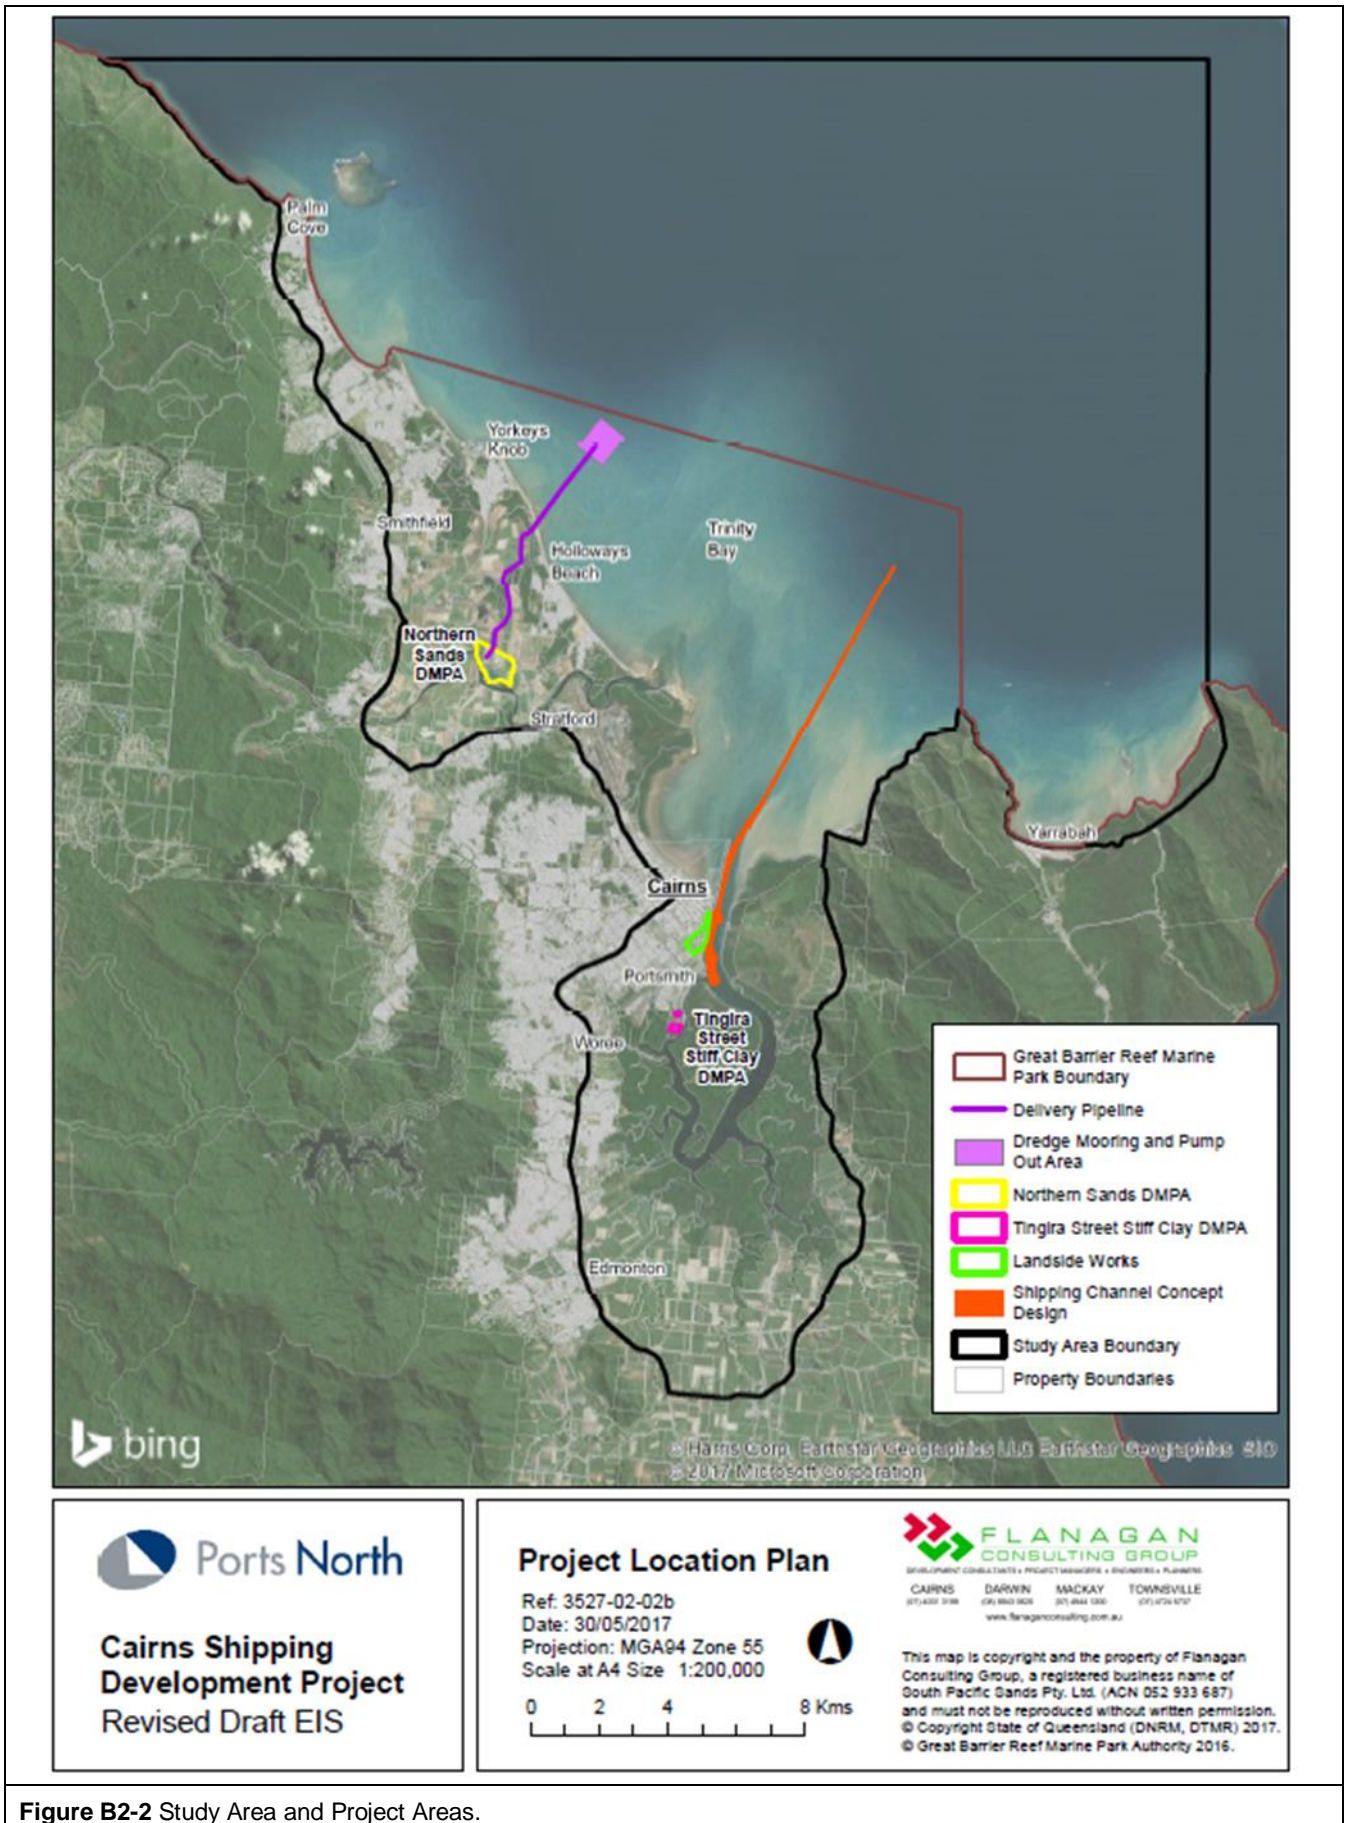 Palm
Cove
Yorkeys
Knob
Smithfield
Trinity
Bay
Holloways
Beach
Northern
Sands
DMPA
Stratford
Yarrabah
Cairns
Portsmith
Tingira
Street
Stiff Clay
DMPA
Woree
Edmonton
Great Barrier Reef Marine
Park Boundary
Delivery Pipeline
Dredge Mooring and Pump
Out Area
Northern Sands DMPA
Tingira Street Stiff Clay DMPA
Landside Works
Shipping Channel Concept
Design
Study Area Boundary
Property Boundaries
bing
© Harris Corp, Earthstar Geographics LLC Earthstar Geographics SIO
© 2017 Microsoft Corporation
Ports North
Cairns Shipping
Development Project
Revised Draft EIS
Project Location Plan
Ref: 3527-02-02b
Date: 30/05/2017
Projection: MGA94 Zone 55
Scale at A4 Size 1:200,000
0 2 4 8 Kms
FLANAGAN
CONSULTING GROUP
DEVELOPMENT CONSULTANTS • PROJECT MANAGERS • ENGINEERS • PLANNERS
CAIRNS DARWIN MACKAY TOWNSVILLE
www.flanaganconsulting.com.au
This map is copyright and the property of Flanagan
Consulting Group, a registered business name of
South Pacific Sands Pty. Ltd. (ACN 052 933 687)
and must not be reproduced without written permission.
© Copyright State of Queensland (DNRM, DTMR) 2017.
© Great Barrier Reef Marine Park Authority 2016.
Figure B2-2 Study Area and Project Areas.